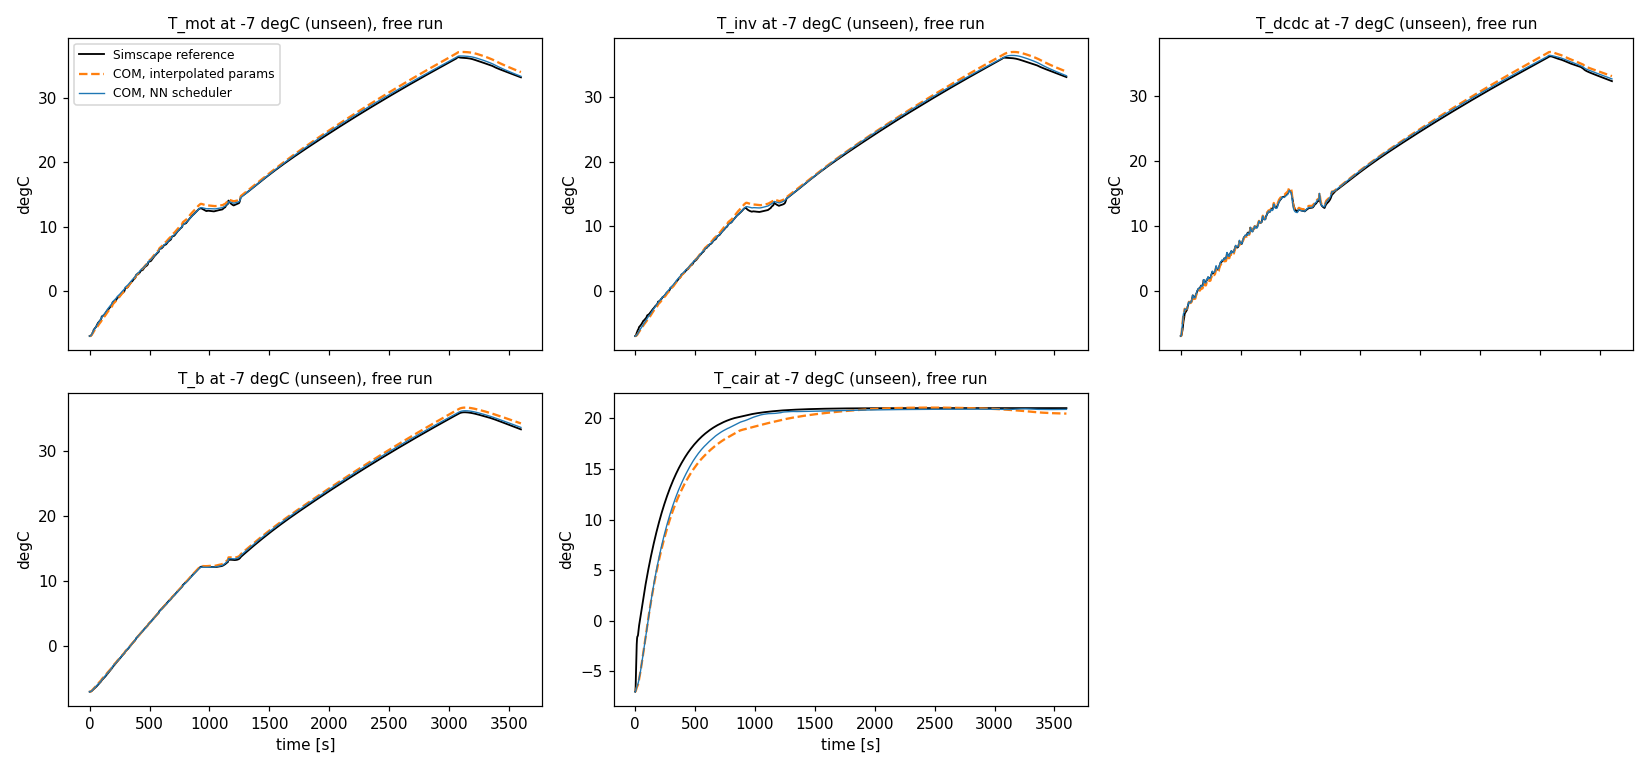 T_mot at -7 degC (unseen), free run
T_inv at -7 degC (unseen), free run
T_dcdc at -7 degC (unseen), free run
Simscape reference
COM, interpolated params
COM, NN scheduler
degC
30
20
10
0
degC
30
20
10
0
degC
30
20
10
0
T_b at -7 degC (unseen), free run
T_cair at -7 degC (unseen), free run
degC
30
20
10
0
0 500 1000 1500 2000 2500 3000 3500
time [s]
degC
20
15
10
5
0
−5
0 500 1000 1500 2000 2500 3000 3500
time [s]